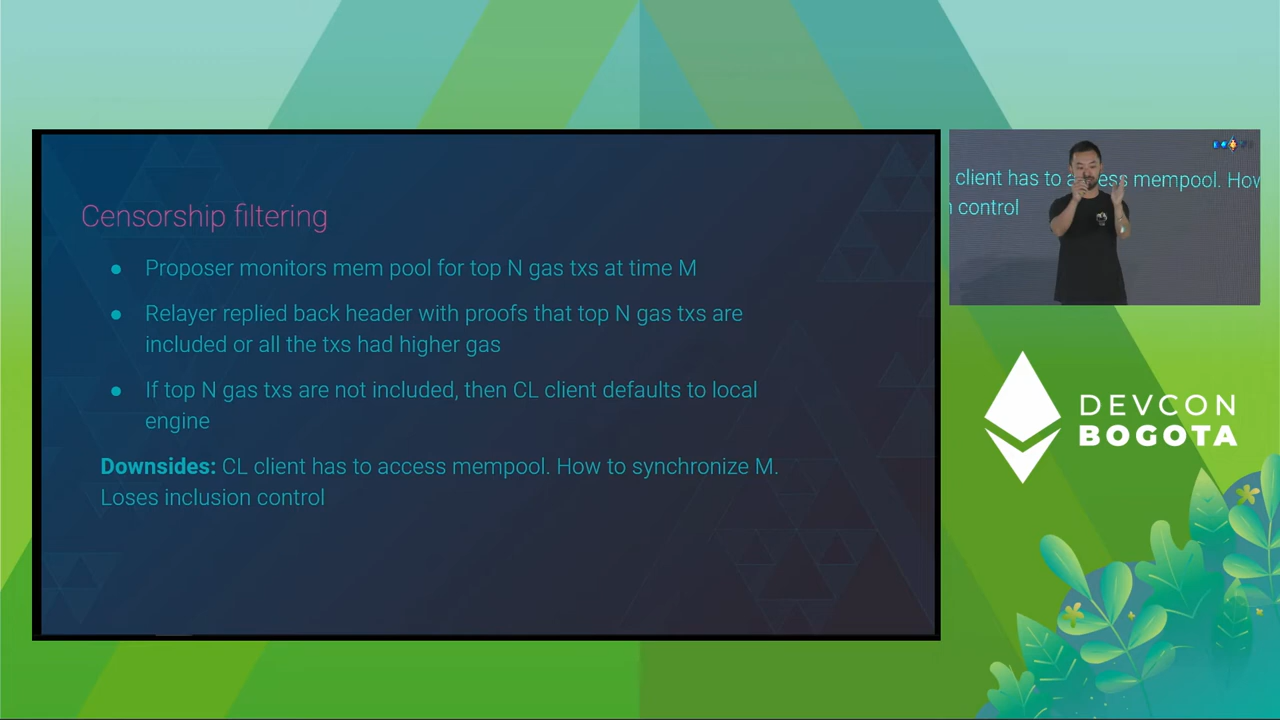 Censorship filtering
● Proposer monitors mem pool for top N gas txs at time M
● Relayer replied back header with proofs that top N gas txs are
included or all the txs had higher gas
● If top N gas txs are not included, then CL client defaults to local
engine
Downsides: CL client has to access mempool. How to synchronize M.
Loses inclusion control
client has to access mempool. How
control
DEVCON
BOGOTA